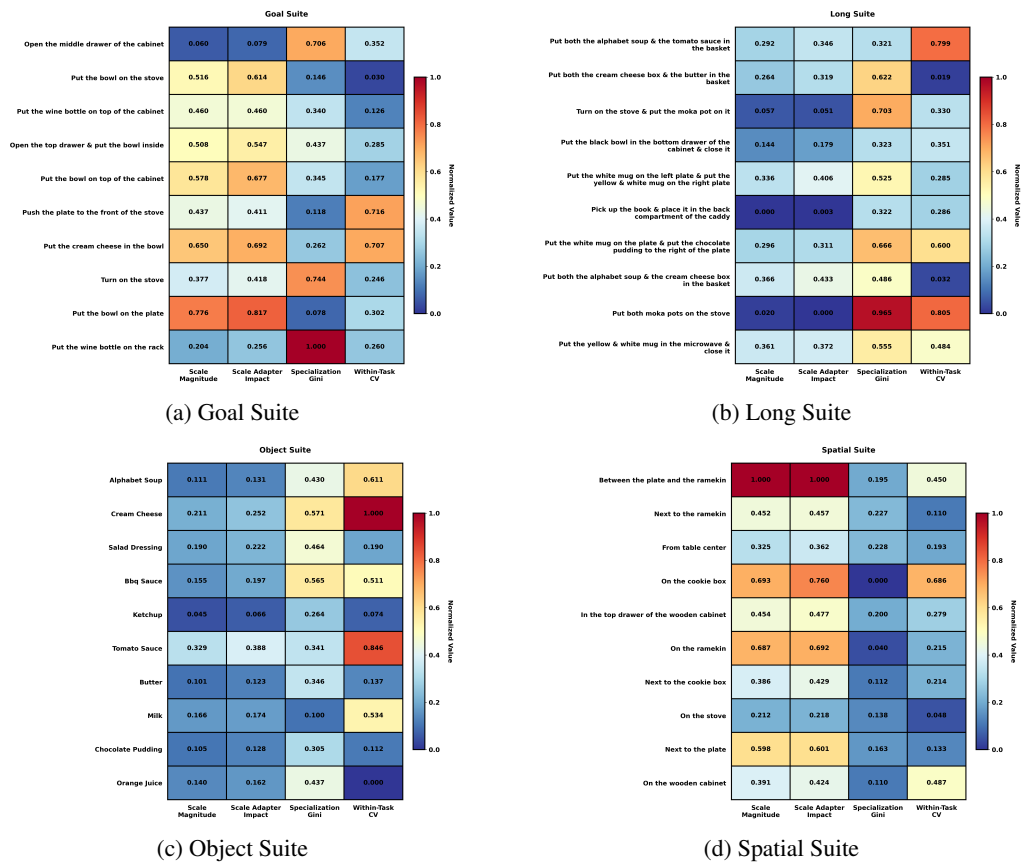 Goal Suite
Open the middle drawer of the cabinet 0.060 0.079 0.706 0.352
Put the bowl on the stove 0.516 0.614 0.146 0.030
Put the wine bottle on top of the cabinet 0.460 0.460 0.340 0.126
Open the top drawer & put the bowl inside 0.508 0.547 0.437 0.285
Put the bowl on top of the cabinet 0.578 0.677 0.345 0.177
Push the plate to the front of the stove 0.437 0.411 0.118 0.716
Put the cream cheese in the bowl 0.650 0.692 0.262 0.707
Turn on the stove 0.377 0.418 0.744 0.246
Put the bowl on the plate 0.776 0.817 0.078 0.302
Put the wine bottle on the rack 0.204 0.256 1.000 0.260
Scale Scale Adapter Specialization Within-Task
Magnitude Impact Gini CV
1.0
0.8
0.6
0.4
0.2
0.0
Normalized Value
(a) Goal Suite
Long Suite
Put both the alphabet soup & the tomato sauce in
the basket 0.292 0.346 0.321 0.799
Put both the cream cheese box & the butter in the
basket 0.264 0.319 0.622 0.019
Turn on the stove & put the moka pot on it 0.057 0.051 0.703 0.330
Put the black bowl in the bottom drawer of the
cabinet & close it 0.144 0.179 0.323 0.351
Put the white mug on the left plate & put the
yellow & white mug on the right plate 0.336 0.406 0.525 0.285
Pick up the book & place it in the back
compartment of the caddy 0.000 0.003 0.322 0.286
Put the white mug on the plate & put the chocolate
pudding to the right of the plate 0.296 0.311 0.666 0.600
Put both the alphabet soup & the cream cheese box
in the basket 0.366 0.433 0.486 0.032
Put both moka pots on the stove 0.020 0.000 0.965 0.805
Put the yellow & white mug in the microwave &
close it 0.361 0.372 0.555 0.484
Scale Scale Adapter Specialization Within-Task
Magnitude Impact Gini CV
1.0
0.8
0.6
0.4
0.2
0.0
Normalized Value
(b) Long Suite
Object Suite
Alphabet Soup 0.111 0.131 0.430 0.611
Cream Cheese 0.211 0.252 0.571 1.000
Salad Dressing 0.190 0.222 0.464 0.190
Bbq Sauce 0.155 0.197 0.565 0.511
Ketchup 0.045 0.066 0.264 0.074
Tomato Sauce 0.329 0.388 0.341 0.846
Butter 0.101 0.123 0.346 0.137
Milk 0.166 0.174 0.100 0.534
Chocolate Pudding 0.105 0.128 0.305 0.112
Orange Juice 0.140 0.162 0.437 0.000
Scale Scale Adapter Specialization Within-Task
Magnitude Impact Gini CV
1.0
0.8
0.6
0.4
0.2
0.0
Normalized Value
(c) Object Suite
Spatial Suite
Between the plate and the ramekin 1.000 1.000 0.195 0.450
Next to the ramekin 0.452 0.457 0.227 0.110
From table center 0.325 0.362 0.228 0.193
On the cookie box 0.693 0.760 0.000 0.686
In the top drawer of the wooden cabinet 0.454 0.477 0.200 0.279
On the ramekin 0.687 0.692 0.040 0.215
Next to the cookie box 0.386 0.429 0.112 0.214
On the stove 0.212 0.218 0.138 0.048
Next to the plate 0.598 0.601 0.163 0.133
On the wooden cabinet 0.391 0.424 0.110 0.487
Scale Scale Adapter Specialization Within-Task
Magnitude Impact Gini CV
1.0
0.8
0.6
0.4
0.2
0.0
Normalized Value
(d) Spatial Suite